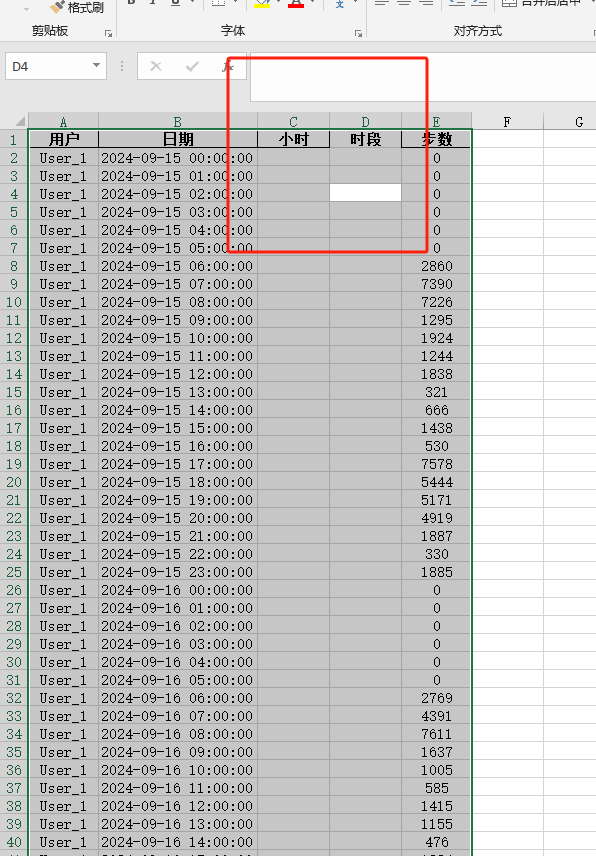 格式刷 B I U A 变 合并后居中
剪贴板 字体 对齐方式
D4 fx
A B C D E F G
1 用户 日期 小时 时段 步数
2 User_1 2024-09-15 00:00:00 0
3 User_1 2024-09-15 01:00:00 0
4 User_1 2024-09-15 02:00:00 0
5 User_1 2024-09-15 03:00:00 0
6 User_1 2024-09-15 04:00:00 0
7 User_1 2024-09-15 05:00:00 0
8 User_1 2024-09-15 06:00:00 2860
9 User_1 2024-09-15 07:00:00 7390
10 User_1 2024-09-15 08:00:00 7226
11 User_1 2024-09-15 09:00:00 1295
12 User_1 2024-09-15 10:00:00 1924
13 User_1 2024-09-15 11:00:00 1244
14 User_1 2024-09-15 12:00:00 1838
15 User_1 2024-09-15 13:00:00 321
16 User_1 2024-09-15 14:00:00 666
17 User_1 2024-09-15 15:00:00 1438
18 User_1 2024-09-15 16:00:00 530
19 User_1 2024-09-15 17:00:00 7578
20 User_1 2024-09-15 18:00:00 5444
21 User_1 2024-09-15 19:00:00 5171
22 User_1 2024-09-15 20:00:00 4919
23 User_1 2024-09-15 21:00:00 1887
24 User_1 2024-09-15 22:00:00 330
25 User_1 2024-09-15 23:00:00 1885
26 User_1 2024-09-16 00:00:00 0
27 User_1 2024-09-16 01:00:00 0
28 User_1 2024-09-16 02:00:00 0
29 User_1 2024-09-16 03:00:00 0
30 User_1 2024-09-16 04:00:00 0
31 User_1 2024-09-16 05:00:00 0
32 User_1 2024-09-16 06:00:00 2769
33 User_1 2024-09-16 07:00:00 4391
34 User_1 2024-09-16 08:00:00 7611
35 User_1 2024-09-16 09:00:00 1637
36 User_1 2024-09-16 10:00:00 1005
37 User_1 2024-09-16 11:00:00 585
38 User_1 2024-09-16 12:00:00 1415
39 User_1 2024-09-16 13:00:00 1155
40 User_1 2024-09-16 14:00:00 476